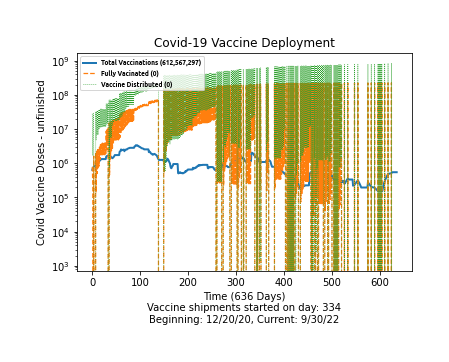 Covid-19 Vaccine Deployment
Total Vaccinations (612,567,297)
Fully Vacinated (0)
Vaccine Distributed (0)
Covid Vaccine Doses - unfinished
10⁹
10⁸
10⁷
10⁶
10⁵
10⁴
10³
0 100 200 300 400 500 600
Time (636 Days)
Vaccine shipments started on day: 334
Beginning: 12/20/20, Current: 9/30/22